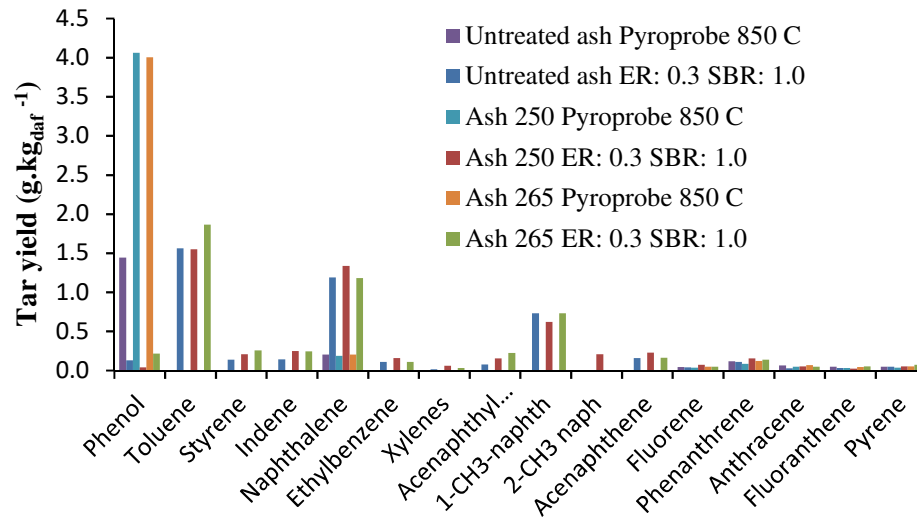 Tar yield (g.kgdaf -1)
4.5
4.0
3.5
3.0
2.5
2.0
1.5
1.0
0.5
0.0
Untreated ash Pyroprobe 850 C
Untreated ash ER: 0.3 SBR: 1.0
Ash 250 Pyroprobe 850 C
Ash 250 ER: 0.3 SBR: 1.0
Ash 265 Pyroprobe 850 C
Ash 265 ER: 0.3 SBR: 1.0
Phenol
Toluene
Styrene
Indene
Naphthalene
Ethylbenzene
Xylenes
Acenaphthyl...
1-CH3-naphth
2-CH3 naph
Acenaphthene
Fluorene
Phenanthrene
Anthracene
Fluoranthene
Pyrene